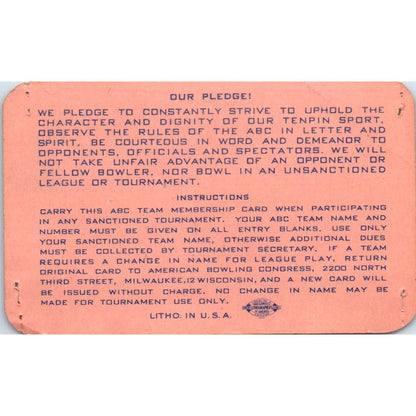 OUR PLEDGE!
WE PLEDGE TO CONSTANTLY STRIVE TO UPHOLD THE
CHARACTER AND DIGNITY OF OUR TENPIN SPORT,
OBSERVE THE RULES OF THE ABC IN LETTER AND
SPIRIT, BE COURTEOUS IN WORD AND DEMEANOR TO
OPPONENTS, OFFICIALS AND SPECTATORS. WE WILL
NOT TAKE UNFAIR ADVANTAGE OF AN OPPONENT OR
FELLOW BOWLER, NOR BOWL IN AN UNSANCTIONED
LEAGUE OR TOURNAMENT.
INSTRUCTIONS
CARRY THIS ABC TEAM MEMBERSHIP CARD WHEN PARTICIPATING
IN ANY SANCTIONED TOURNAMENT. YOUR ABC TEAM NAME AND
NUMBER MUST BE GIVEN ON ALL ENTRY BLANKS, USE ONLY
YOUR SANCTIONED TEAM NAME, OTHERWISE ADDITIONAL DUES
MUST BE COLLECTED BY TOURNAMENT SECRETARY. IF A TEAM
REQUIRES A CHANGE IN NAME FOR LEAGUE PLAY, RETURN
ORIGINAL CARD TO AMERICAN BOWLING CONGRESS, 2200 NORTH
THIRD STREET, MILWAUKEE, 12 WISCONSIN, AND A NEW CARD WILL
BE ISSUED WITHOUT CHARGE. NO CHANGE IN NAME MAY BE
MADE FOR TOURNAMENT USE ONLY.
LITHO. IN U.S.A.